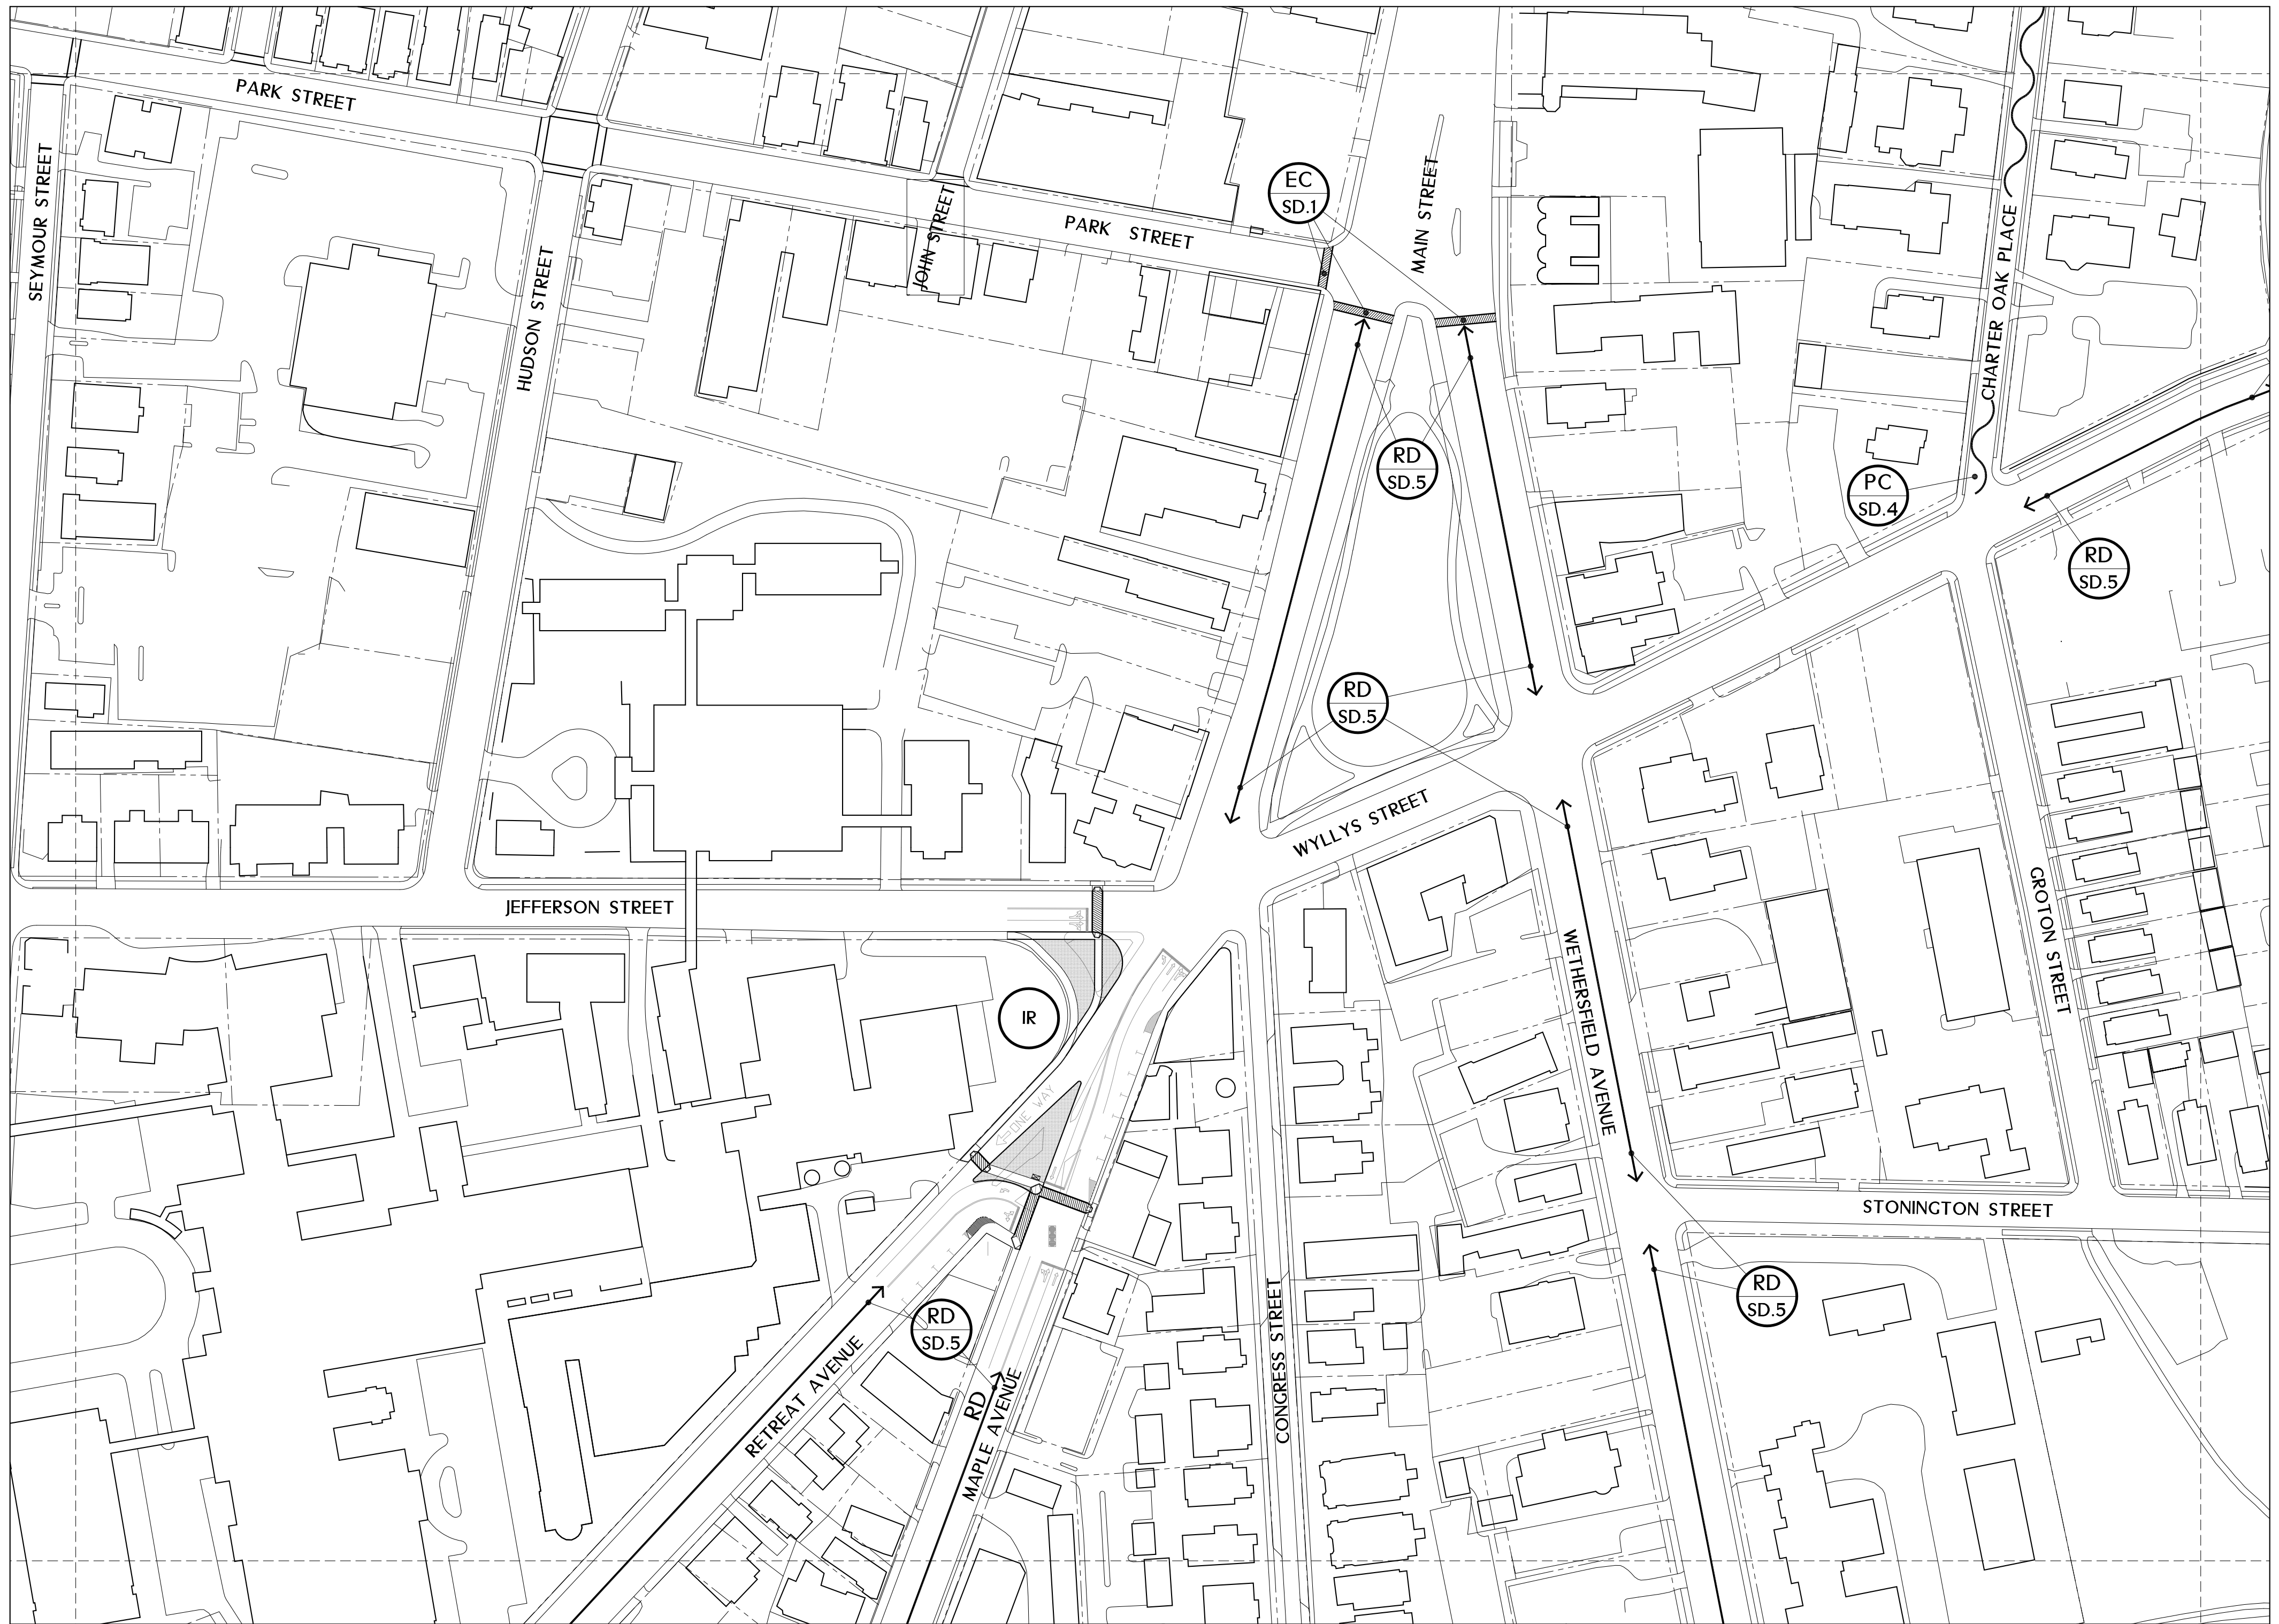 PARK STREET
SEYMOUR STREET
HUDSON STREET
JOHN STREET
PARK STREET
EC
SD.1
MAIN STREET
CHARTER OAK PLACE
RD
SD.5
PC
SD.4
RD
SD.5
RD
SD.5
WYLLYS STREET
JEFFERSON STREET
GROTON STREET
WETHERSFIELD AVENUE
IR
ONE WAY
STONINGTON STREET
RD
SD.5
RD
SD.5
RETREAT AVENUE
RD
MAPLE AVENUE
CONGRESS STREET